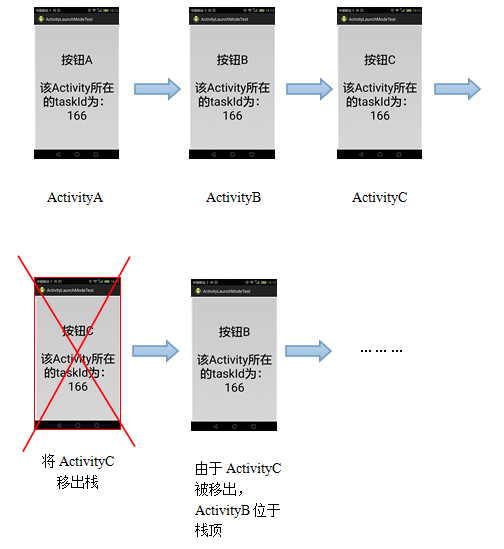 ActivityLaunchModeTest
按钮A
该Activity所在
的taskId为：
166
ActivityA
ActivityLaunchModeTest
按钮B
该Activity所在
的taskId为：
166
ActivityB
ActivityLaunchModeTest
按钮C
该Activity所在
的taskId为：
166
ActivityC
ActivityLaunchModeTest
按钮C
该Activity所在
的taskId为：
166
将 ActivityC
移出栈
ActivityLaunchModeTest
按钮B
该Activity所在
的taskId为：
166
由于 ActivityC
被移出，
ActivityB 位于
栈顶
… … …